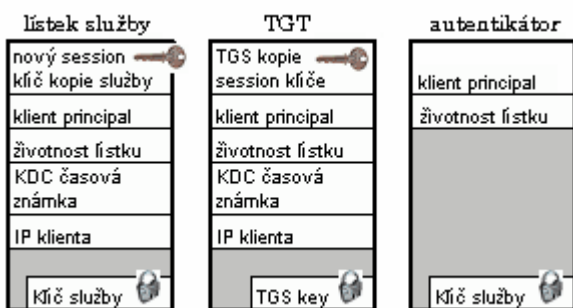 lístek služby
nový session
klíč kopie služby
klient principal
životnost lístku
KDC časová
známka
IP klienta
Klíč služby
TGT
TGS kopie
session klíče
klient principal
životnost lístku
KDC časová
známka
IP klienta
TGS key
autentikátor
klient principal
životnost lístku
Klíč služby